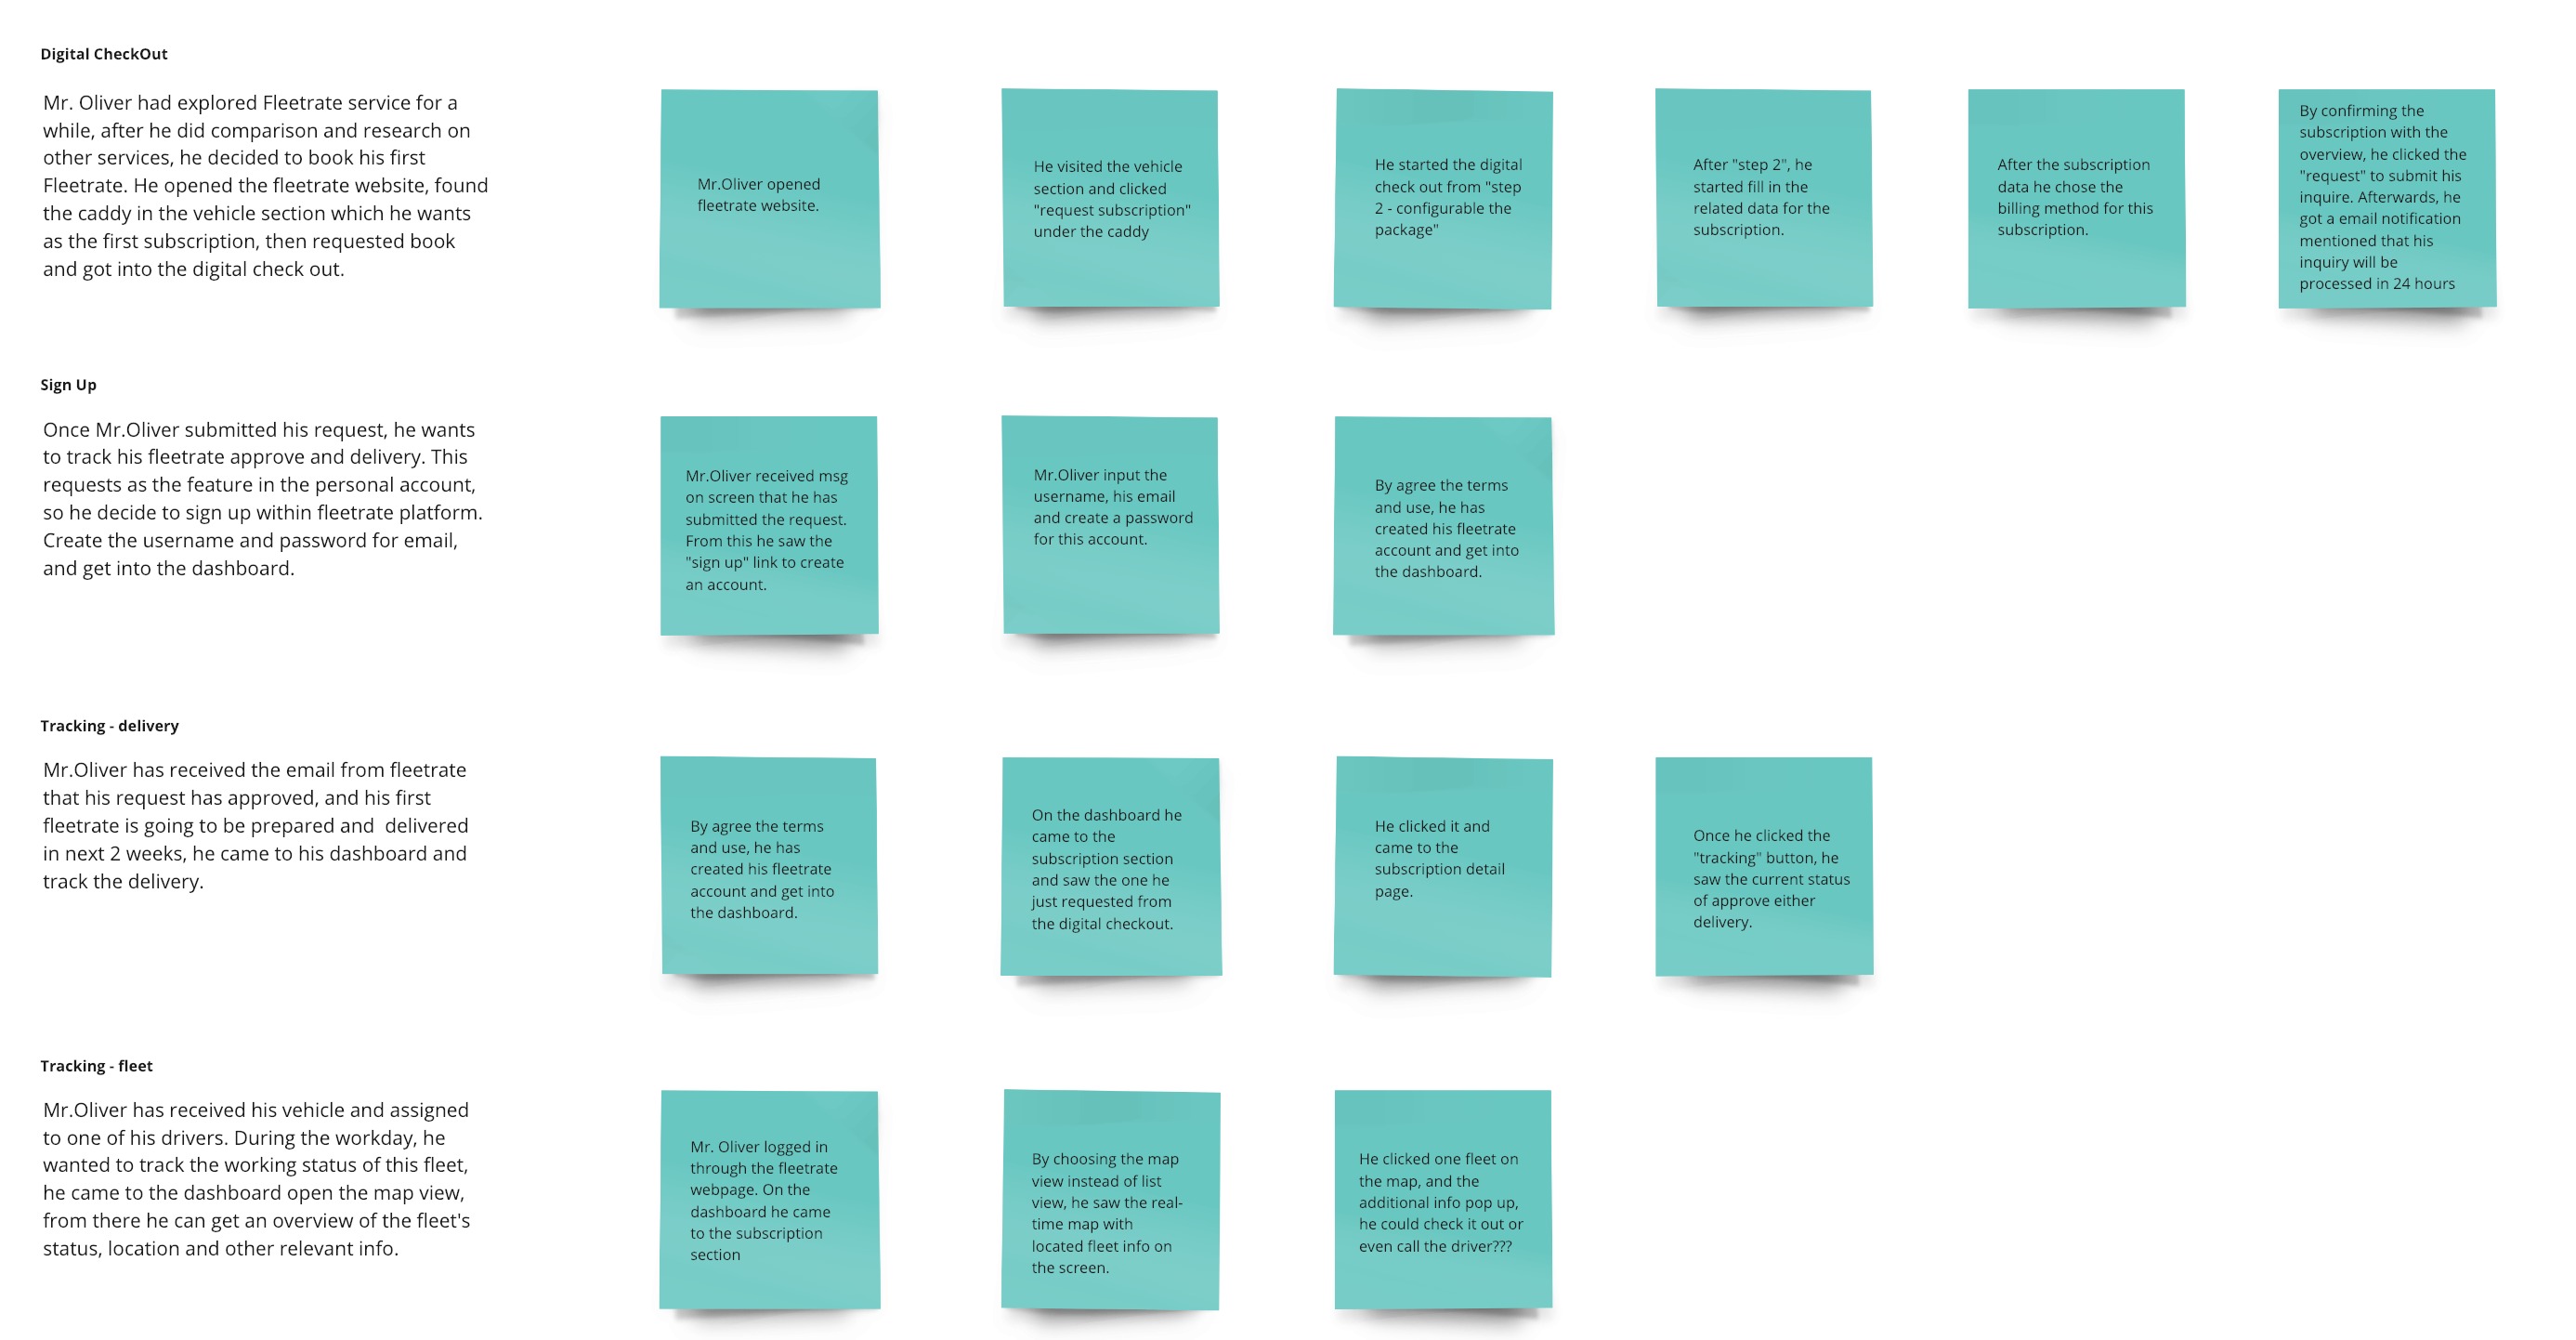 Digital CheckOut
Mr. Oliver had explored Fleetrate service for a
while, after he did comparison and research on
other services, he decided to book his first
Fleetrate. He opened the fleetrate website, found
the caddy in the vehicle section which he wants
as the first subscription, then requested book
and got into the digital check out.
Mr.Oliver opened
fleetrate website.
He visited the vehicle
section and clicked
"request subscription"
under the caddy
He started the digital
check out from "step
2 - configurable the
package"
After "step 2", he
started fill in the
related data for the
subscription.
After the subscription
data he chose the
billing method for this
subscription.
By confirming the
subscription with the
overview, he clicked the
"request" to submit his
inquire. Afterwards, he
got a email notification
mentioned that his
inquiry will be
processed in 24 hours
Sign Up
Once Mr.Oliver submitted his request, he wants
to track his fleetrate approve and delivery. This
requests as the feature in the personal account,
so he decide to sign up within fleetrate platform.
Create the username and password for email,
and get into the dashboard.
Mr.Oliver received msg
on screen that he has
submitted the request.
From this he saw the
"sign up" link to create
an account.
Mr.Oliver input the
username, his email
and create a password
for this account.
By agree the terms
and use, he has
created his fleetrate
account and get into
the dashboard.
Tracking - delivery
Mr.Oliver has received the email from fleetrate
that his request has approved, and his first
fleetrate is going to be prepared and  delivered
in next 2 weeks, he came to his dashboard and
track the delivery.
By agree the terms
and use, he has
created his fleetrate
account and get into
the dashboard.
On the dashboard he
came to the
subscription section
and saw the one he
just requested from
the digital checkout.
He clicked it and
came to the
subscription detail
page.
Once he clicked the
"tracking" button, he
saw the current status
of approve either
delivery.
Tracking - fleet
Mr.Oliver has received his vehicle and assigned
to one of his drivers. During the workday, he
wanted to track the working status of this fleet,
he came to the dashboard open the map view,
from there he can get an overview of the fleet's
status, location and other relevant info.
Mr. Oliver logged in
through the fleetrate
webpage. On the
dashboard he came
to the subscription
section
By choosing the map
view instead of list
view, he saw the real-
time map with
located fleet info on
the screen.
He clicked one fleet on
the map, and the
additional info pop up,
he could check it out or
even call the driver???